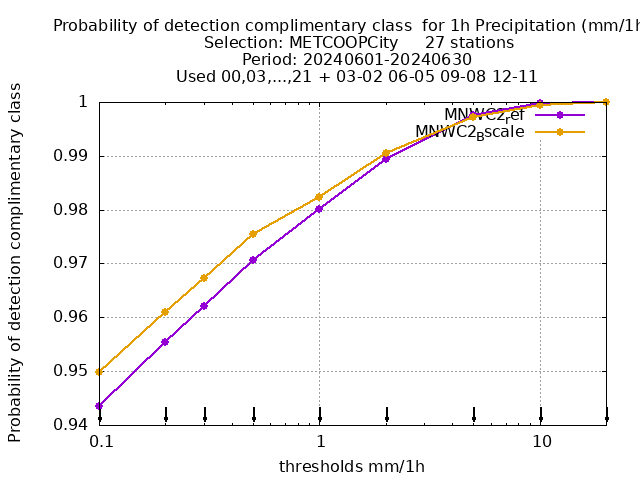 Probability of detection complimentary class  for 1h Precipitation (mm/1h
Selection: METCOOPCity     27 stations
Period: 20240601-20240630
Used 00,03,...,21 + 03-02 06-05 09-08 12-11
Probability of detection complimentary class
MNWC2ref
MNWC2Bscale
1
0.99
0.98
0.97
0.96
0.95
0.94
0.1 1 10
thresholds mm/1h